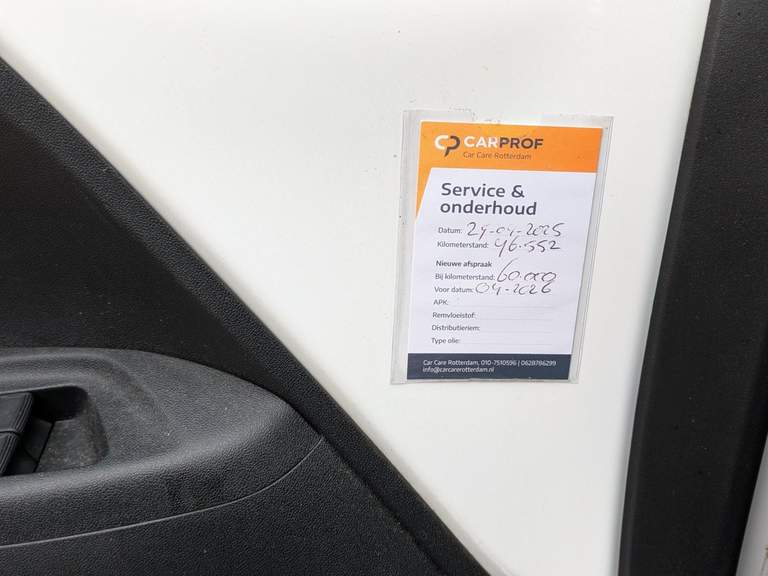 CP CARPROF
Car Care Rotterdam
Service &
onderhoud
Datum: 24-04-2025
Kilometerstand: 46.552
Nieuwe afspraak
Bij kilometerstand: 60.000
Voor datum: 04-2026
APK:
Remvloeistof:
Distributieriem:
Type olie:
Car Care Rotterdam, 010-7510596 | 0628786299
info@carcarerotterdam.nl